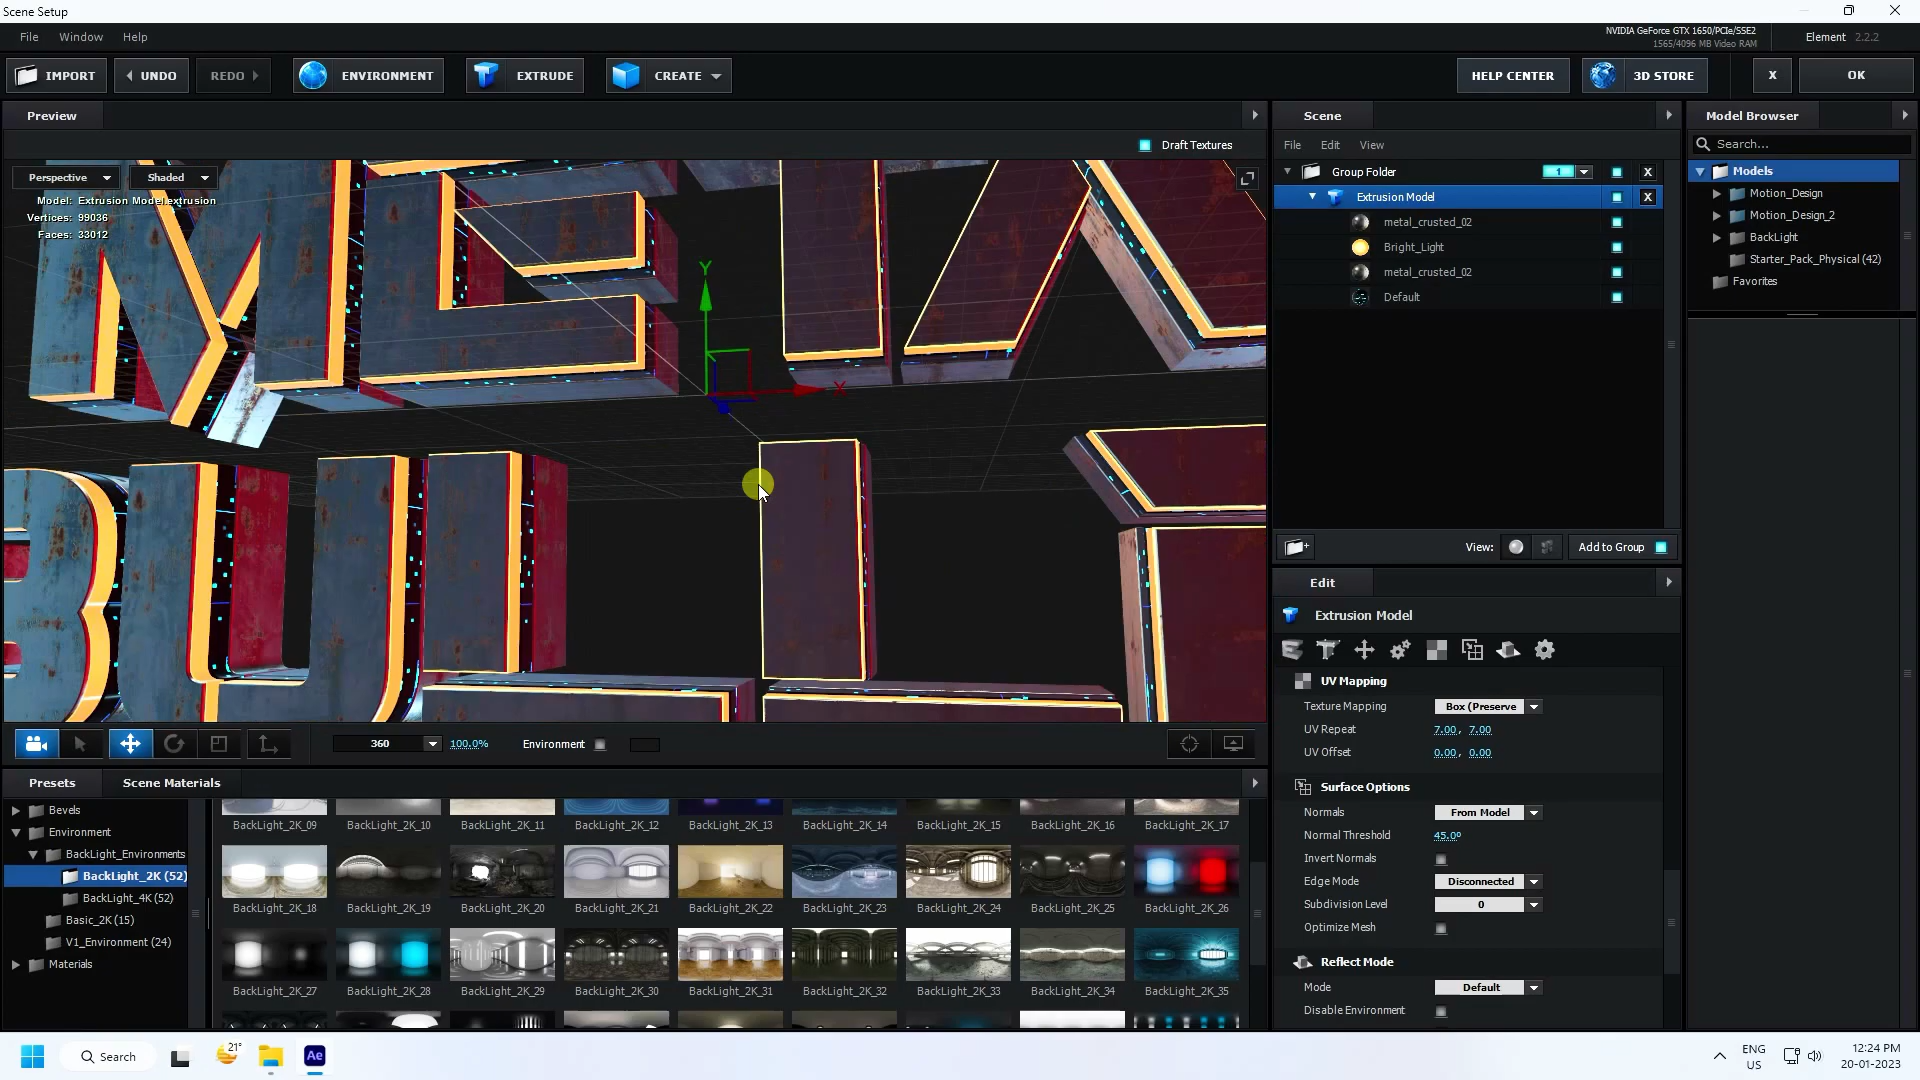 Scene Setup
File Window Help
NVIDIA GeForce GTX 1650/PCIe/SSE2
1565/4096 MB Video RAM
Element 2.2.2
IMPORT
UNDO
REDO
ENVIRONMENT
EXTRUDE
CREATE
HELP CENTER
3D STORE
X
OK
Preview
Draft Textures
Perspective
Shaded
Model: Extrusion Model.extrusion
Vertices: 99036
Faces: 33012
Y
X
360
100.0%
Environment
Scene
File Edit View
Group Folder
1
X
Extrusion Model
X
metal_crusted_02
Bright_Light
metal_crusted_02
Default
View:
Add to Group
Model Browser
Search...
Models
Motion_Design
Motion_Design_2
BackLight
Starter_Pack_Physical (42)
Favorites
Edit
Extrusion Model
UV Mapping
Texture Mapping Box (Preserve
UV Repeat 7.00, 7.00
UV Offset 0.00, 0.00
Surface Options
Normals From Model
Normal Threshold 45.0º
Invert Normals
Edge Mode Disconnected
Subdivision Level 0
Optimize Mesh
Reflect Mode
Mode Default
Disable Environment
Presets
Scene Materials
Bevels
Environment
BackLight_Environments
BackLight_2K (52)
BackLight_4K (52)
Basic_2K (15)
V1_Environment (24)
Materials
BackLight_2K_09 BackLight_2K_10 BackLight_2K_11 BackLight_2K_12 BackLight_2K_13 BackLight_2K_14 BackLight_2K_15 BackLight_2K_16 BackLight_2K_17
BackLight_2K_18 BackLight_2K_19 BackLight_2K_20 BackLight_2K_21 BackLight_2K_22 BackLight_2K_23 BackLight_2K_24 BackLight_2K_25 BackLight_2K_26
BackLight_2K_27 BackLight_2K_28 BackLight_2K_29 BackLight_2K_30 BackLight_2K_31 BackLight_2K_32 BackLight_2K_33 BackLight_2K_34 BackLight_2K_35
Search
21°
Ae
ENG
US
12:24 PM
20-01-2023